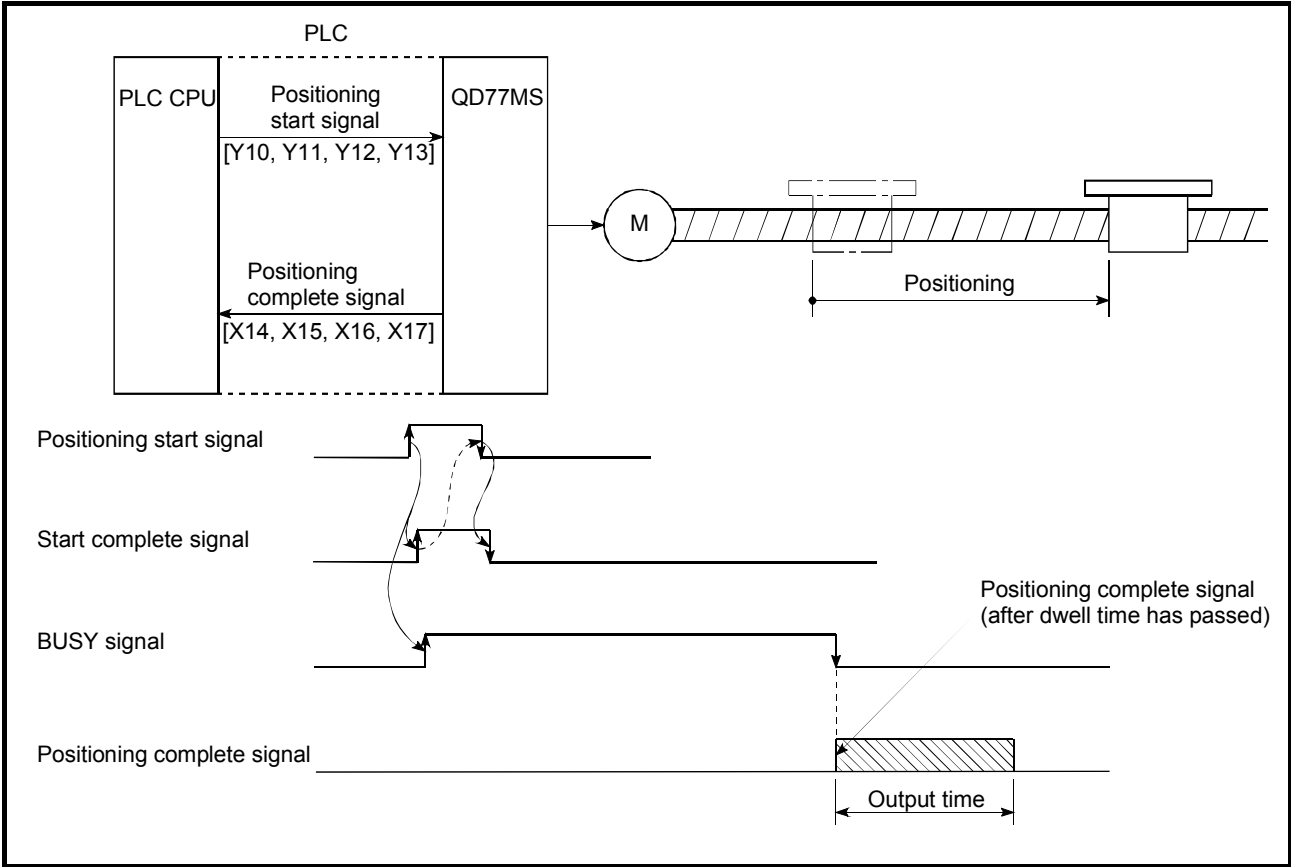 PLC
PLC CPU
Positioning
start signal
[Y10, Y11, Y12, Y13]
QD77MS
M
Positioning
Positioning
complete signal
[X14, X15, X16, X17]
Positioning start signal
Start complete signal
Positioning complete signal
(after dwell time has passed)
BUSY signal
Positioning complete signal
Output time